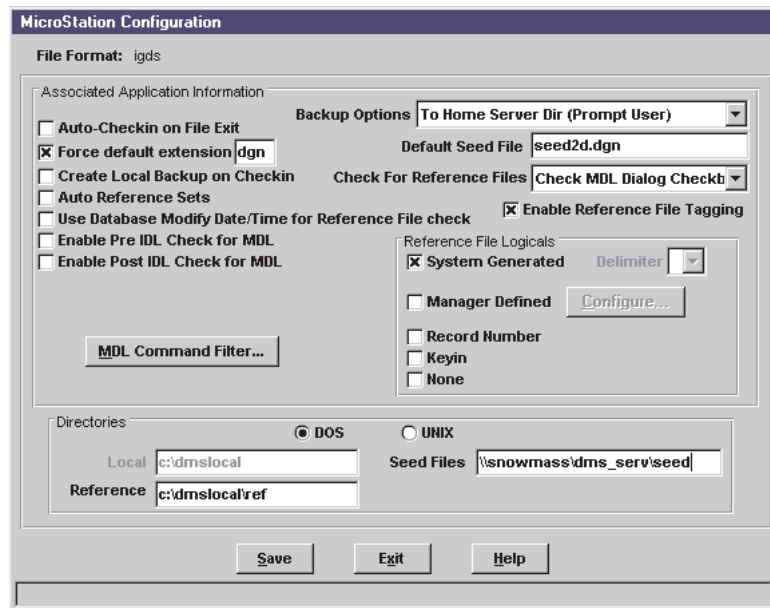 MicroStation Configuration
File Format: igds
Associated Application Information
Backup Options To Home Server Dir (Prompt User)
Auto-Checkin on File Exit
Force default extension dgn
Default Seed File seed2d.dgn
Create Local Backup on Checkin
Check For Reference Files Check MDL Dialog Checkb
Auto Reference Sets
Enable Reference File Tagging
Use Database Modify Date/Time for Reference File check
Enable Pre IDL Check for MDL
Enable Post IDL Check for MDL
Reference File Logicals
System Generated Delimiter
Manager Defined Configure...
Record Number
Keyin
None
MDL Command Filter...
Directories
DOS UNIX
Local c:\dmslocal
Seed Files \\snowmass\dms_serv\seed
Reference c:\dmslocal\ref
Save Exit Help